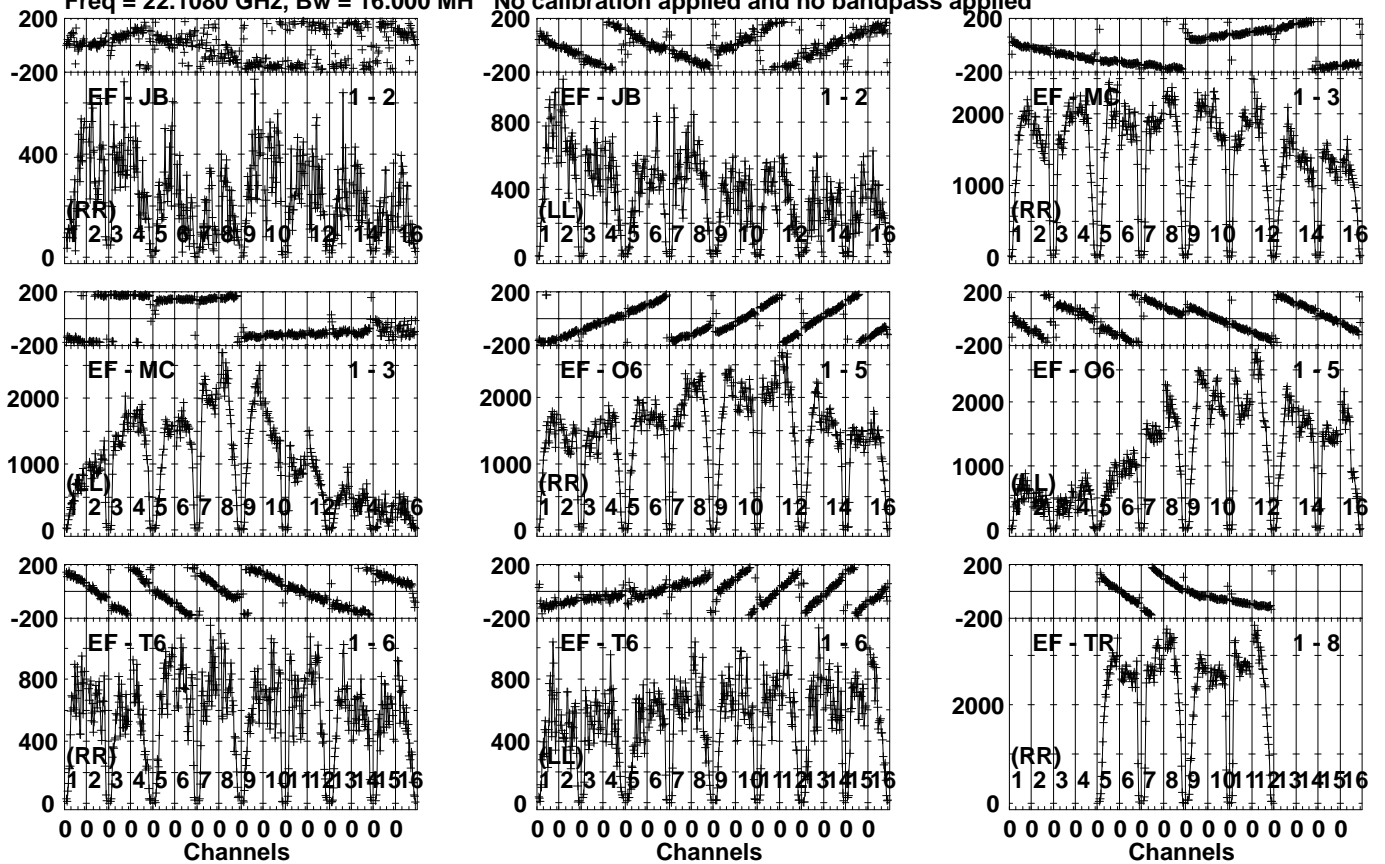 Freq = 22.1080 GHz, Bw = 16.000 MH No calibration applied and no bandpass applied
200 200 200
-200 -200 -200
EF - JB 1 - 2 EF - JB 1 - 2 EF - MC 1 - 3
400 800 2000
400 1000
(RR) (LL) (RR)
1 2 3 4 5 6 7 8 9 10 12 14 16 1 2 3 4 5 6 7 8 9 10 12 14 16 1 2 3 4 5 6 7 8 9 10 12 14 16
0 0 0
200 200 200
-200 -200 -200
EF - MC 1 - 3 EF - O6 1 - 5 EF - O6 1 - 5
2000 2000 2000
1000 1000 1000
(LL) (RR) (LL)
1 2 3 4 5 6 7 8 9 10 12 14 16 1 2 3 4 5 6 7 8 9 10 12 14 16 1 2 3 4 5 6 7 8 9 10 12 14 16
0 0 0
200 200 200
-200 -200 -200
EF - T6 1 - 6 EF - T6 1 - 6 EF - TR 1 - 8
800 800 2000
400 400
(RR) (LL) (RR)
1 2 3 4 5 6 7 8 9 10 11 12 13 14 15 16 1 2 3 4 5 6 7 8 9 10 11 12 13 14 15 16 1 2 3 4 5 6 7 8 9 10 11 12 13 14 15 16
0 0 0
0 0 0 0 0 0 0 0 0 0 0 0 0 0 0 0 0 0 0 0 0 0 0 0 0 0 0 0 0 0 0 0 0 0 0 0 0 0 0 0 0 0 0 0 0 0 0 0
Channels Channels Channels